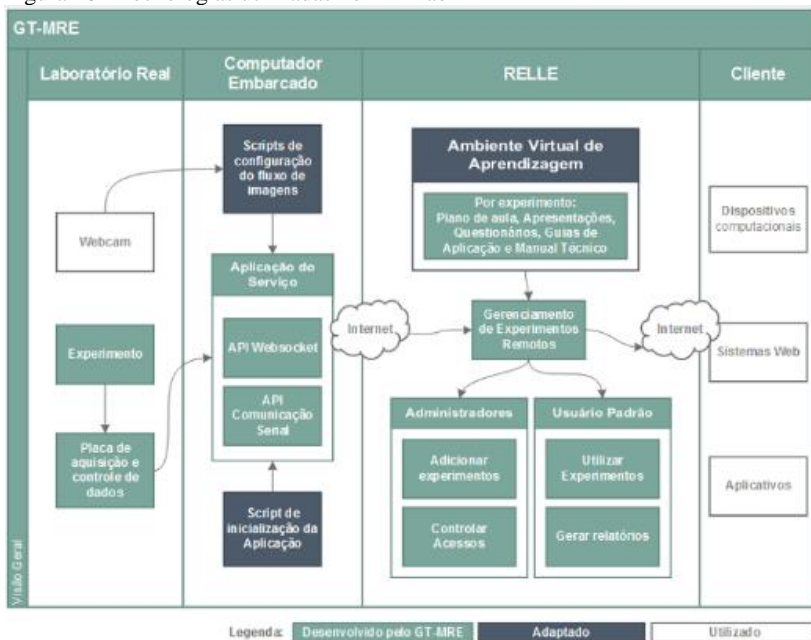 GT-MRE
Laboratório Real
Computador
Embarcado
RELLE
Cliente
Scripts de
configuração
do fluxo de
imagens
Webcam
Aplicação do
Serviço
API Websocket
API
Comunicação
Serial
Experimento
Placa de
aquisição e
controle de
dados
Script de
inicialização da
Aplicação
Internet
Ambiente Virtual de
Aprendizagem
Por experimento:
Plano de aula, Apresentações,
Questionários, Guias de
Aplicação e Manual Técnico
Gerenciamento
de Experimentos
Remotos
Administradores
Adicionar
experimentos
Controlar
Acessos
Usuário Padrão
Utilizar
Experimentos
Gerar relatórios
Internet
Dispositivos
computacionais
Sistemas Web
Aplicativos
Visão Geral
Legenda:
Desenvolvido pelo GT-MRE
Adaptado
Utilizado